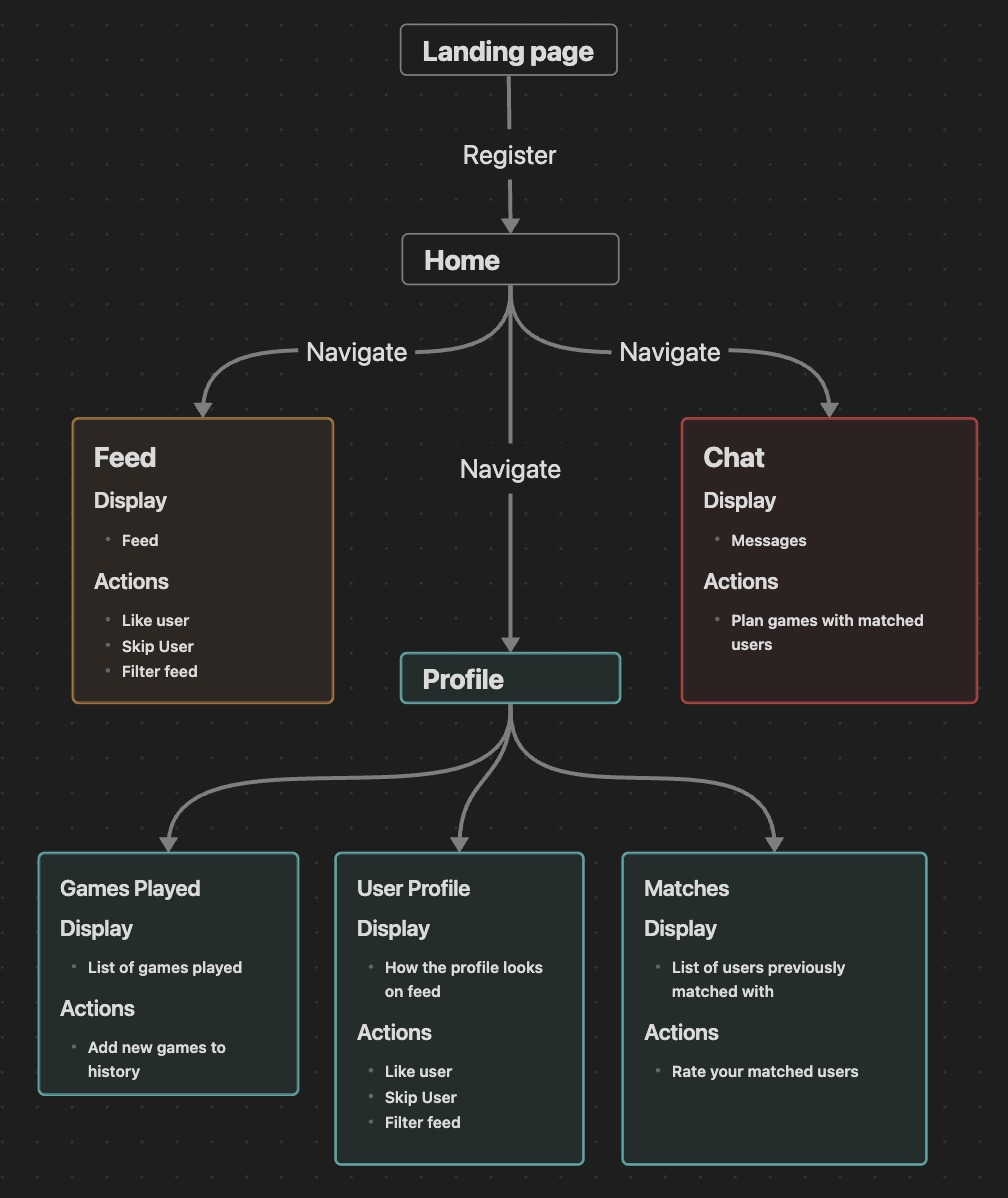 Landing page
Register
Home
Navigate
Navigate
Feed
Display
Feed
Actions
Like user
Skip User
Filter feed
Navigate
Chat
Display
Messages
Actions
Plan games with matched
users
Profile
Games Played
Display
List of games played
Actions
Add new games to
history
User Profile
Display
How the profile looks
on feed
Actions
Like user
Skip User
Filter feed
Matches
Display
List of users previously
matched with
Actions
Rate your matched users